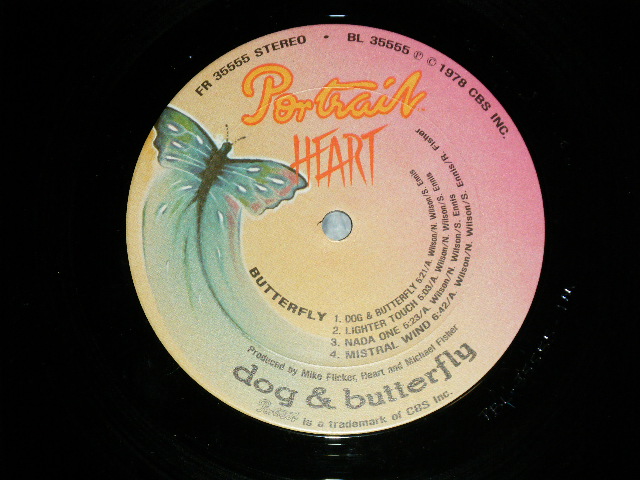 FR 35555 STEREO • BL 35555 ℗ © 1978 CBS INC.
Portrait™
HEART
BUTTERFLY
1. DOG & BUTTERFLY 5:21/A. Wilson/N. Wilson/S. Ennis
2. LIGHTER TOUCH 5:03/A. Wilson/N. Wilson/S. Ennis/R. Fisher
3. NADA ONE 5:23/A. Wilson/N. Wilson/S. Ennis
4. MISTRAL WIND 6:42/A. Wilson/N. Wilson/S. Ennis/R. Fisher
Produced by Mike Flicker, Heart and Michael Fisher
dog & butterfly
Portrait is a trademark of CBS Inc.